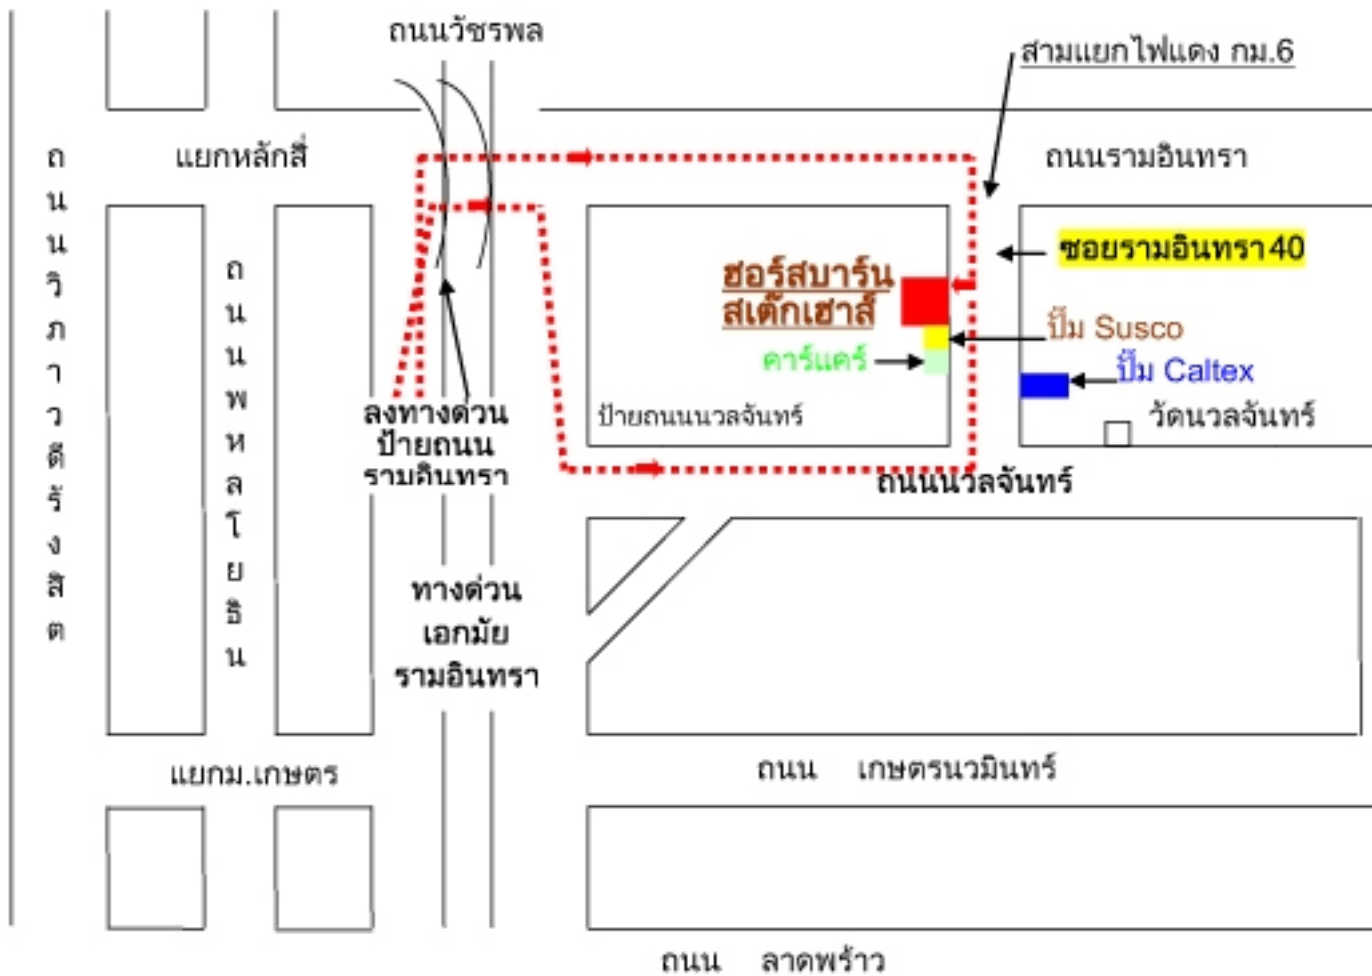 ถนนวัชรพล
สามแยกไฟแดง กม.6
แยกหลักสี่
ถนนรามอินทรา
ถนนวิภาวดีรังสิต
ถนนพหลโยธิน
ซอยรามอินทรา40
ฮอร์สบาร์น
สเต๊กเฮาส์
ปั๊ม Susco
คาร์แคร์
ปั๊ม Caltex
ลงทางด่วน
ป้ายถนน
รามอินทรา
ป้ายถนนนวลจันทร์
วัดนวลจันทร์
ถนนนวลจันทร์
ทางด่วน
เอกมัย
รามอินทรา
แยกม.เกษตร
ถนน เกษตรนวมินทร์
ถนน ลาดพร้าว